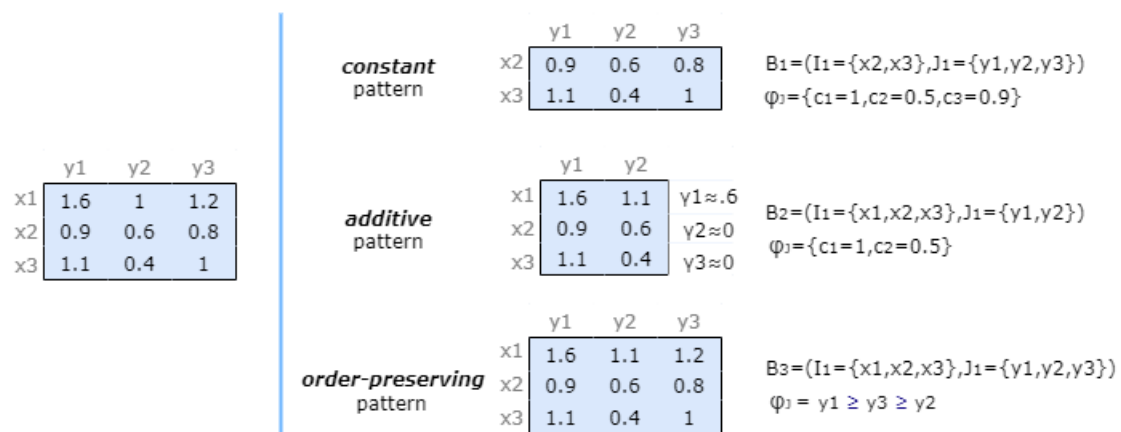 y1 y2 y3
x1 1.6 1 1.2
x2 0.9 0.6 0.8
x3 1.1 0.4 1
constant
pattern
y1 y2 y3
x2 0.9 0.6 0.8
x3 1.1 0.4 1
B₁=(I₁={x2,x3},J₁={y1,y2,y3})
φⱼ={c₁=1,c₂=0.5,c₃=0.9}
additive
pattern
y1 y2
x1 1.6 1.1 γ1≈.6
x2 0.9 0.6 γ2≈0
x3 1.1 0.4 γ3≈0
B₂=(I₁={x1,x2,x3},J₁={y1,y2})
φⱼ={c₁=1,c₂=0.5}
order-preserving
pattern
y1 y2 y3
x1 1.6 1.1 1.2
x2 0.9 0.6 0.8
x3 1.1 0.4 1
B₃=(I₁={x1,x2,x3},J₁={y1,y2,y3})
φⱼ = y1 ≥ y3 ≥ y2